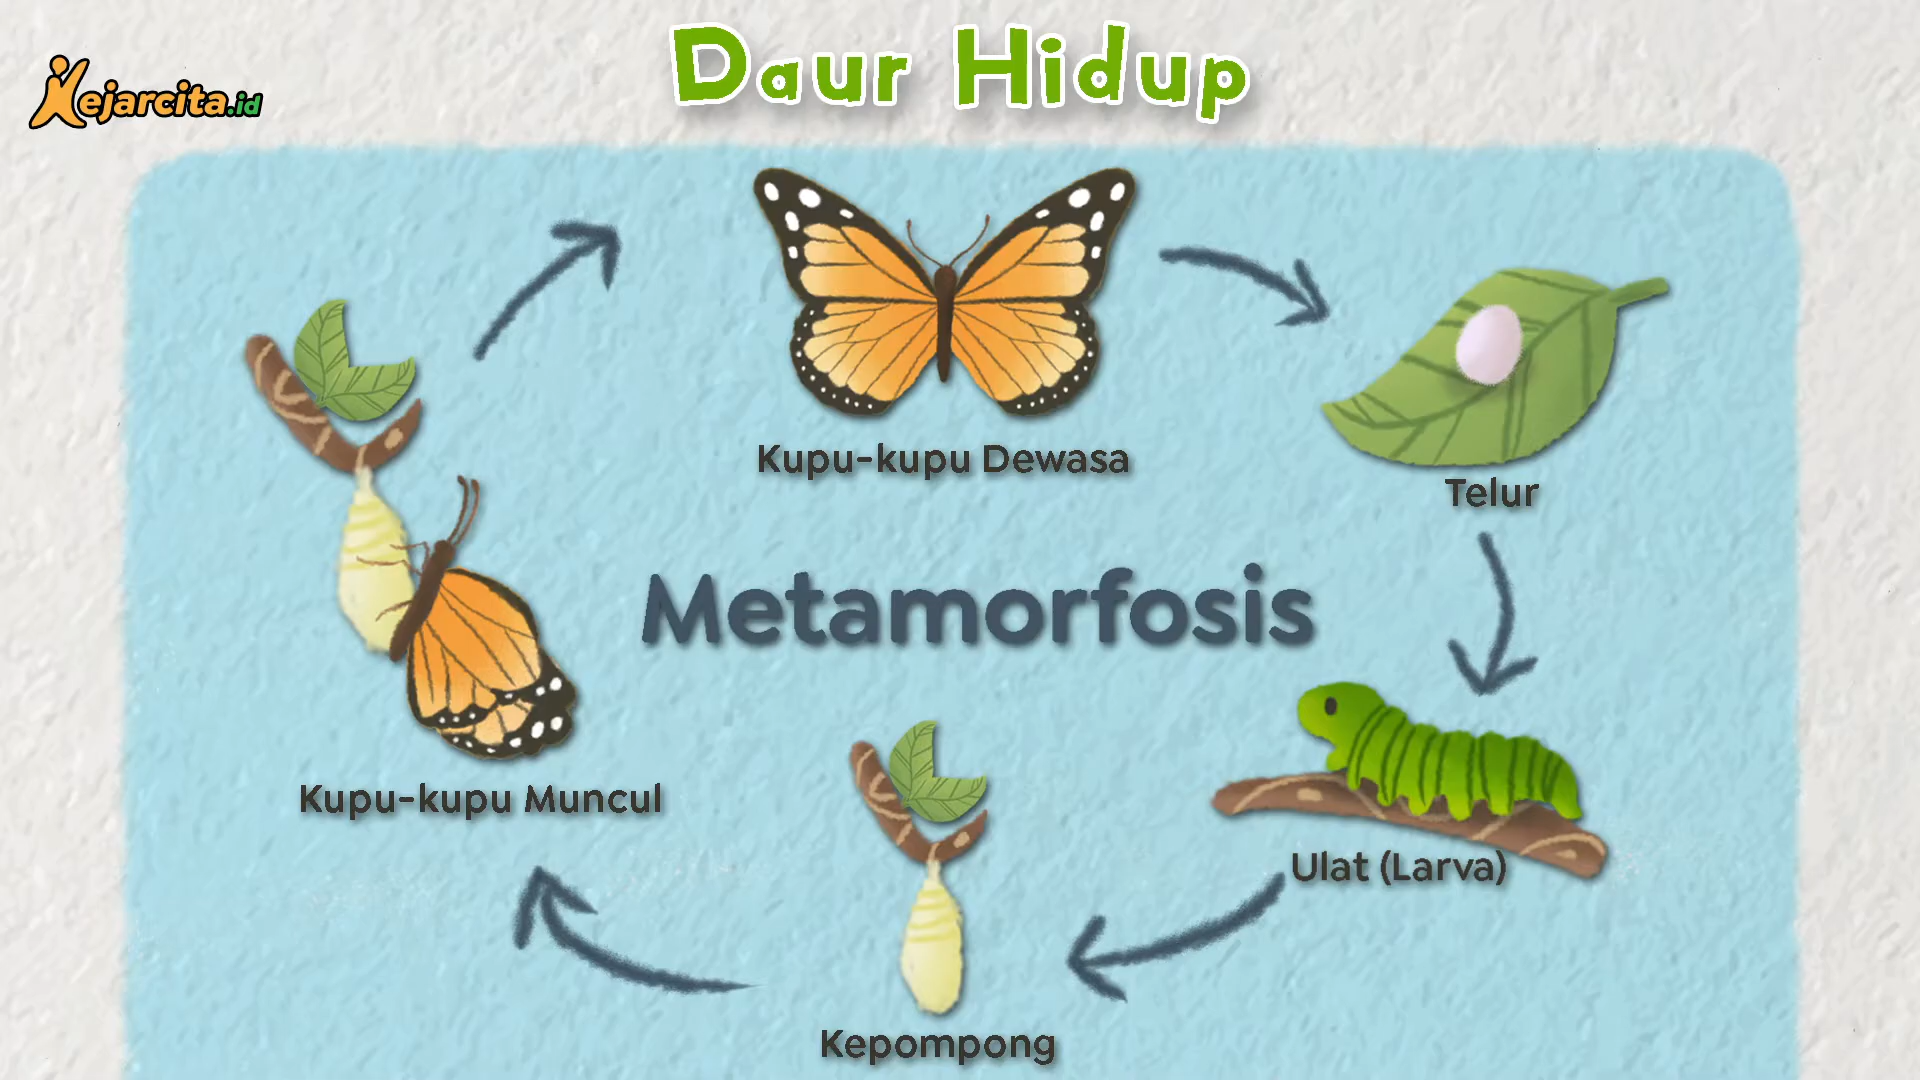 Kejarcita.id
Daur Hidup
Kupu-kupu Dewasa
Telur
Metamorfosis
Kupu-kupu Muncul
Ulat (Larva)
Kepompong